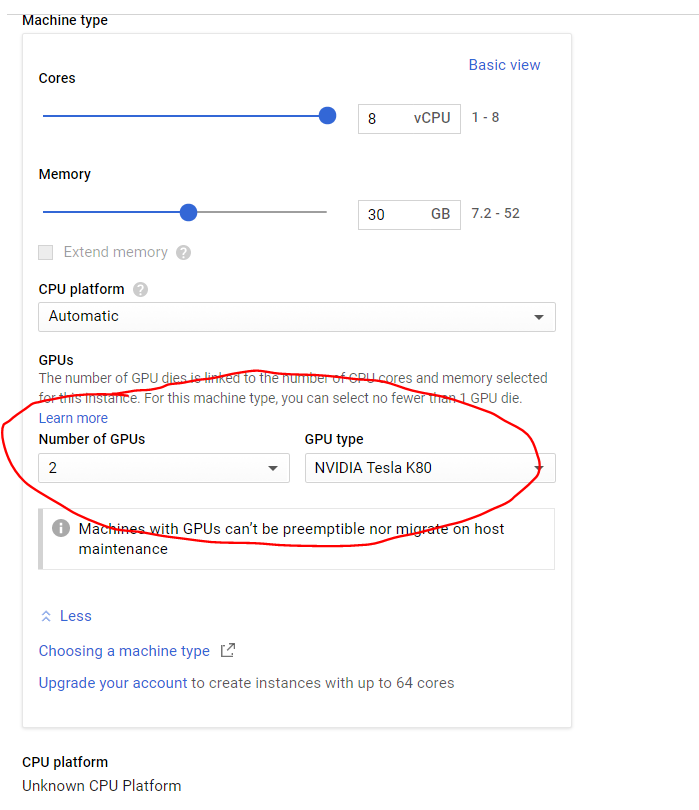 Machine type
Basic view
Cores
8 vCPU 1 - 8
Memory
30 GB 7.2 - 52
Extend memory ?
CPU platform ?
Automatic
GPUs
The number of GPU dies is linked to the number of CPU cores and memory selected
for this instance. For this machine type, you can select no fewer than 1 GPU die.
Learn more
Number of GPUs GPU type
2 NVIDIA Tesla K80
Machines with GPUs can't be preemptible nor migrate on host
maintenance
Less
Choosing a machine type
Upgrade your account to create instances with up to 64 cores
CPU platform
Unknown CPU Platform